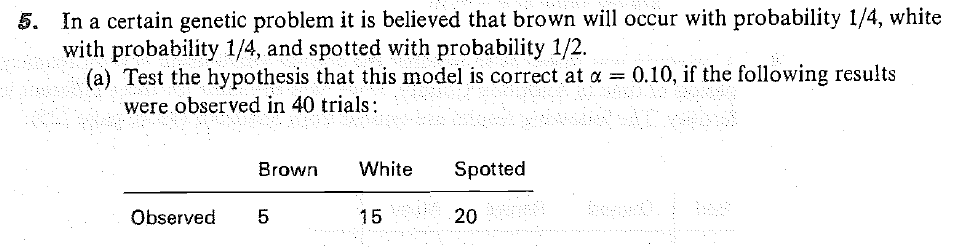 5. In a certain genetic problem it is believed that brown will occur with probability 1/4, white
with probability 1/4, and spotted with probability 1/2.
(a) Test the hypothesis that this model is correct at α = 0.10, if the following results
were observed in 40 trials:
Brown White Spotted
Observed 5 15 20